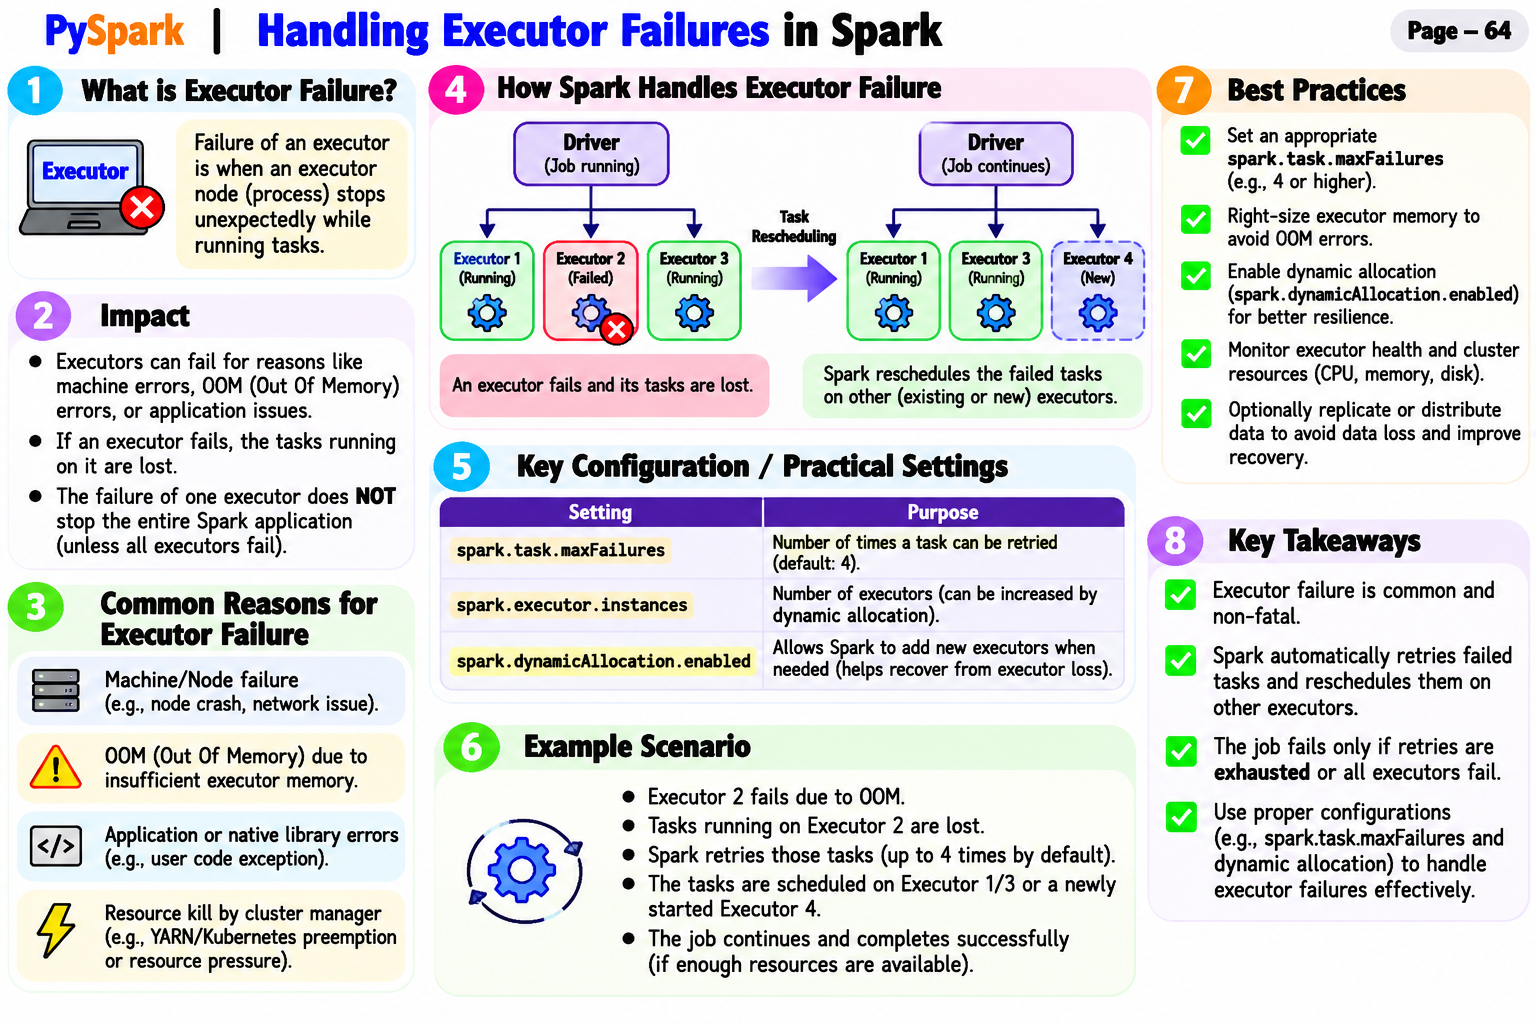 PySpark | Handling Executor Failures in Spark
Page – 64
1 What is Executor Failure?
Executor
Failure of an executor
is when an executor
node (process) stops
unexpectedly while
running tasks.
2 Impact
● Executors can fail for reasons like
machine errors, OOM (Out Of Memory)
errors, or application issues.
● If an executor fails, the tasks running
on it are lost.
● The failure of one executor does NOT
stop the entire Spark application
(unless all executors fail).
3 Common Reasons for
Executor Failure
Machine/Node failure
(e.g., node crash, network issue).
OOM (Out Of Memory) due to
insufficient executor memory.
</>
Application or native library errors
(e.g., user code exception).
Resource kill by cluster manager
(e.g., YARN/Kubernetes preemption
or resource pressure).
4 How Spark Handles Executor Failure
Driver
(Job running)
Executor 1
(Running)
Executor 2
(Failed)
Executor 3
(Running)
Task
Rescheduling
Driver
(Job continues)
Executor 1
(Running)
Executor 3
(Running)
Executor 4
(New)
An executor fails and its tasks are lost.
Spark reschedules the failed tasks
on other (existing or new) executors.
5 Key Configuration / Practical Settings
Setting Purpose
spark.task.maxFailures
Number of times a task can be retried
(default: 4).
spark.executor.instances
Number of executors (can be increased by
dynamic allocation).
spark.dynamicAllocation.enabled
Allows Spark to add new executors when
needed (helps recover from executor loss).
6 Example Scenario
● Executor 2 fails due to OOM.
● Tasks running on Executor 2 are lost.
● Spark retries those tasks (up to 4 times by default).
● The tasks are scheduled on Executor 1/3 or a newly
started Executor 4.
● The job continues and completes successfully
(if enough resources are available).
7 Best Practices
Set an appropriate
spark.task.maxFailures
(e.g., 4 or higher).
Right-size executor memory to
avoid OOM errors.
Enable dynamic allocation
(spark.dynamicAllocation.enabled)
for better resilience.
Monitor executor health and cluster
resources (CPU, memory, disk).
Optionally replicate or distribute
data to avoid data loss and improve
recovery.
8 Key Takeaways
Executor failure is common and
non-fatal.
Spark automatically retries failed
tasks and reschedules them on
other executors.
The job fails only if retries are
exhausted or all executors fail.
Use proper configurations
(e., spark.task.maxFailures and
dynamic allocation) to handle
executor failures effectively.